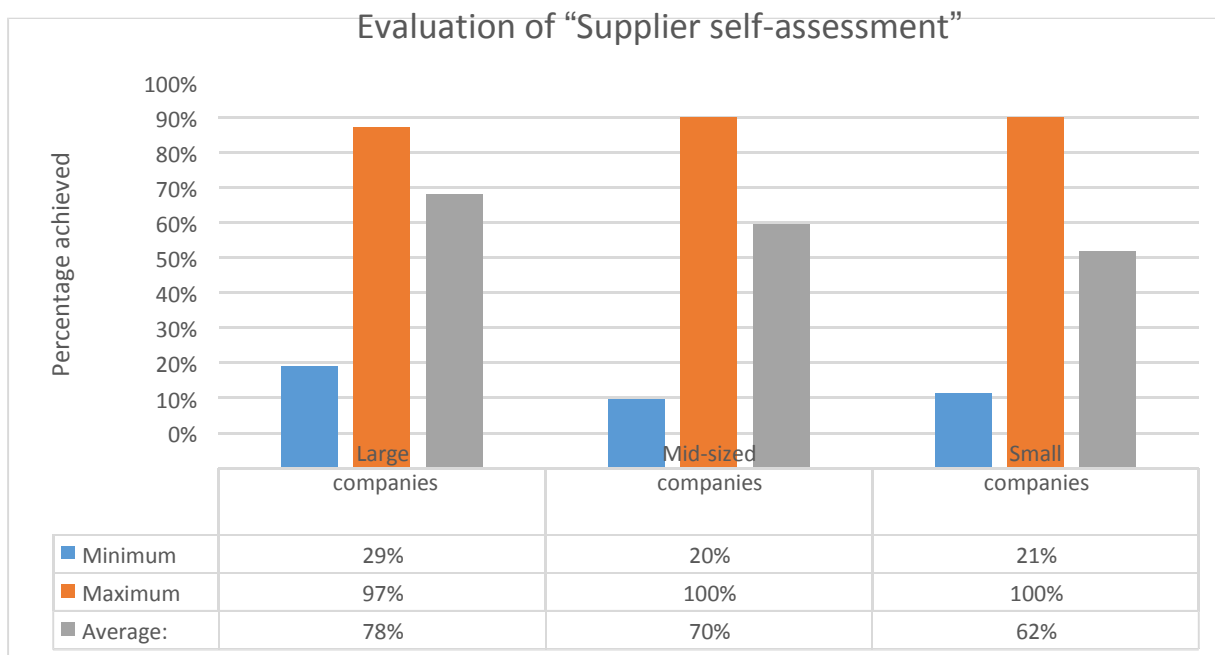 Evaluation of “Supplier self-assessment”
Percentage achieved
100%
90%
80%
70%
60%
50%
40%
30%
20%
10%
0%
Large companies
Mid-sized companies
Small companies
Minimum 29% 20% 21%
Maximum 97% 100% 100%
Average: 78% 70% 62%